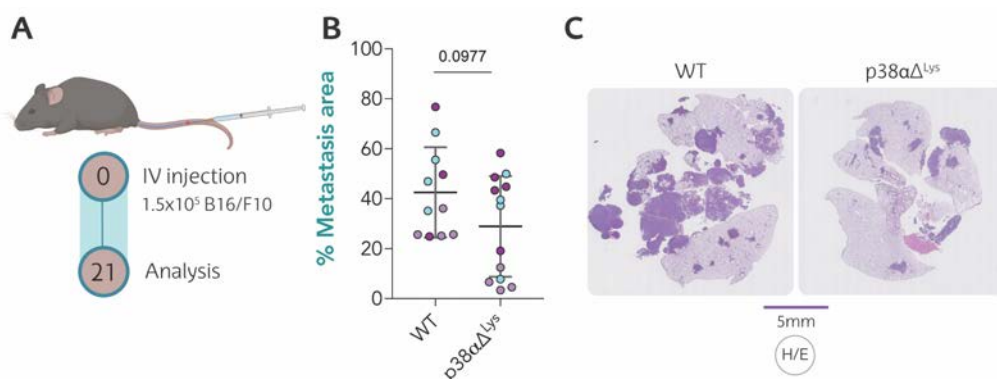 A
0
IV injection
1.5x10⁵ B16/F10
21
Analysis
B
% Metastasis area
100
80
60
40
20
0
0.0977
WT
p38αΔᴸʸˢ
C
WT
p38αΔᴸʸˢ
5mm
H/E